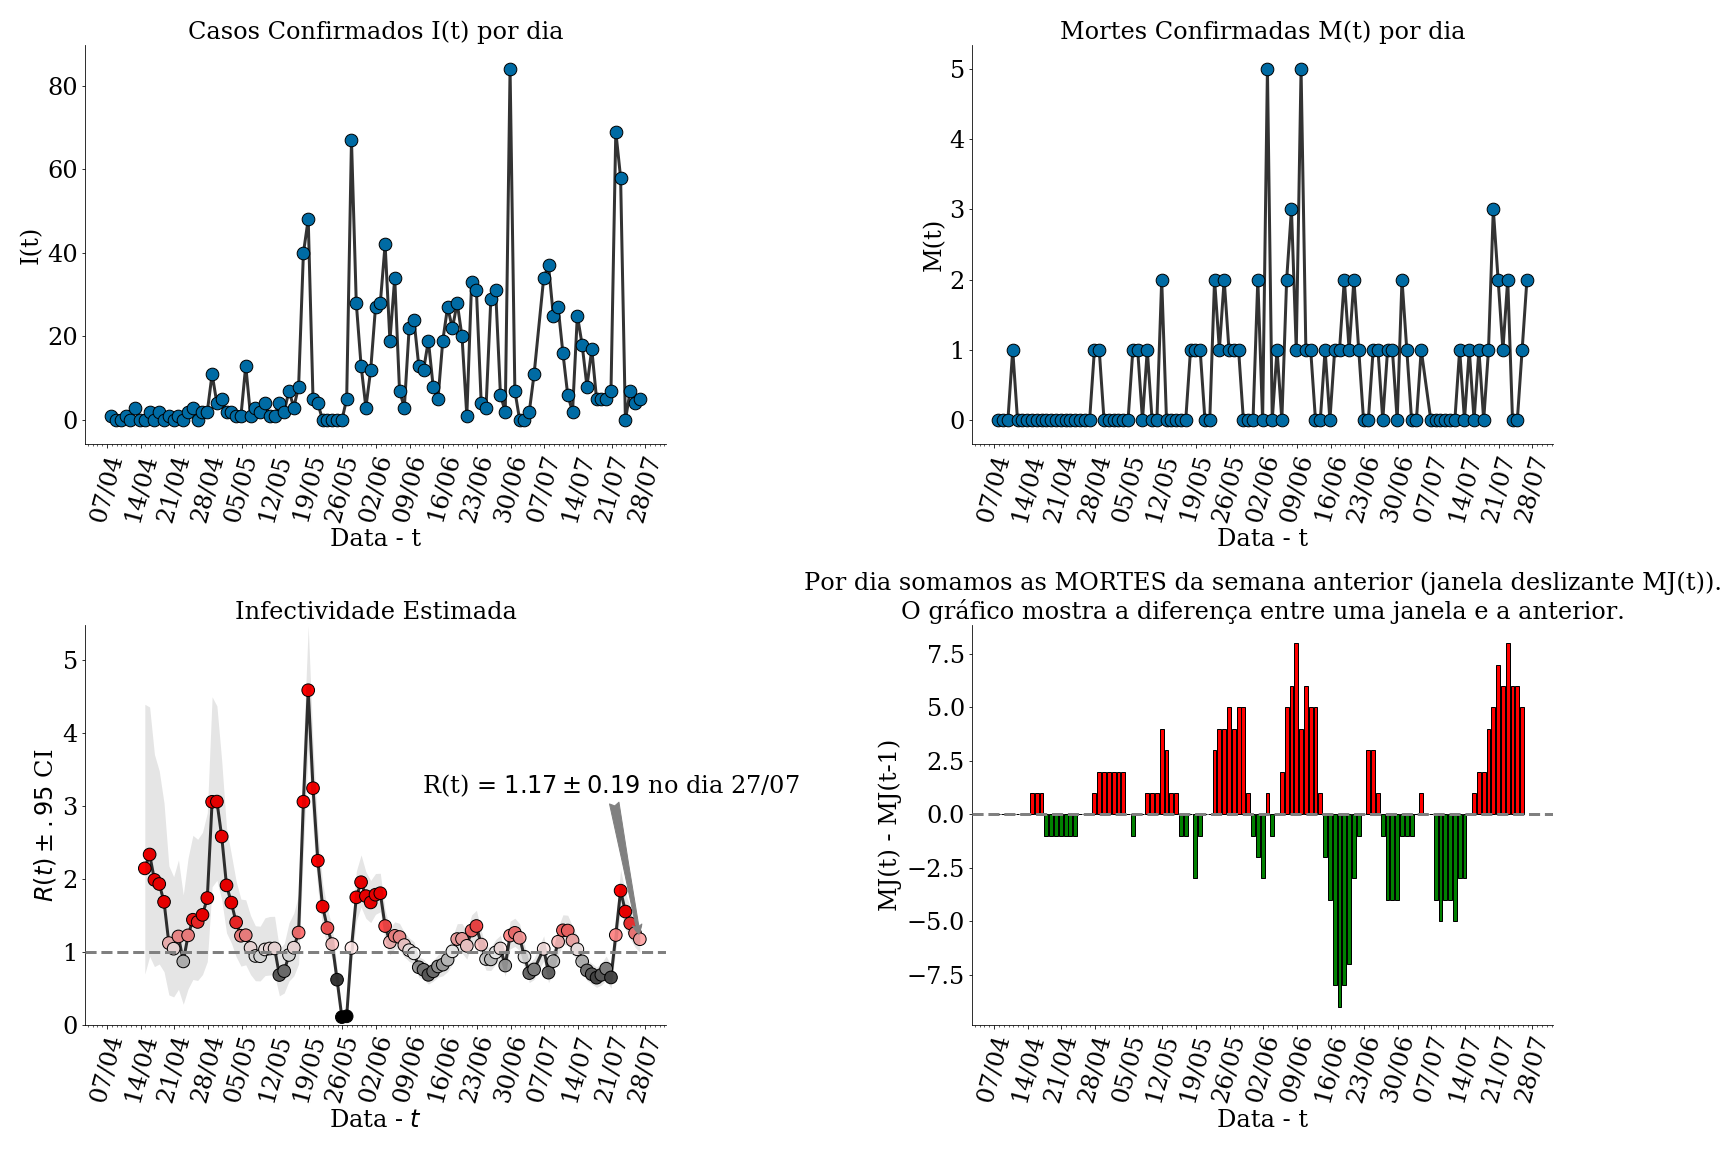 Casos Confirmados I(t) por dia
I(t)
80
60
40
20
0
07/04 14/04 21/04 28/04 05/05 12/05 19/05 26/05 02/06 09/06 16/06 23/06 30/06 07/07 14/07 21/07 28/07
Data - t
Mortes Confirmadas M(t) por dia
M(t)
5
4
3
2
1
0
07/04 14/04 21/04 28/04 05/05 12/05 19/05 26/05 02/06 09/06 16/06 23/06 30/06 07/07 14/07 21/07 28/07
Data - t
Infectividade Estimada
R(t) ± .95 CI
5
4
3
2
1
0
R(t) = 1.17 ± 0.19 no dia 27/07
07/04 14/04 21/04 28/04 05/05 12/05 19/05 26/05 02/06 09/06 16/06 23/06 30/06 07/07 14/07 21/07 28/07
Data - t
Por dia somamos as MORTES da semana anterior (janela deslizante MJ(t)).
O gráfico mostra a diferença entre uma janela e a anterior.
MJ(t) - MJ(t-1)
7.5
5.0
2.5
0.0
−2.5
−5.0
−7.5
07/04 14/04 21/04 28/04 05/05 12/05 19/05 26/05 02/06 09/06 16/06 23/06 30/06 07/07 14/07 21/07 28/07
Data - t